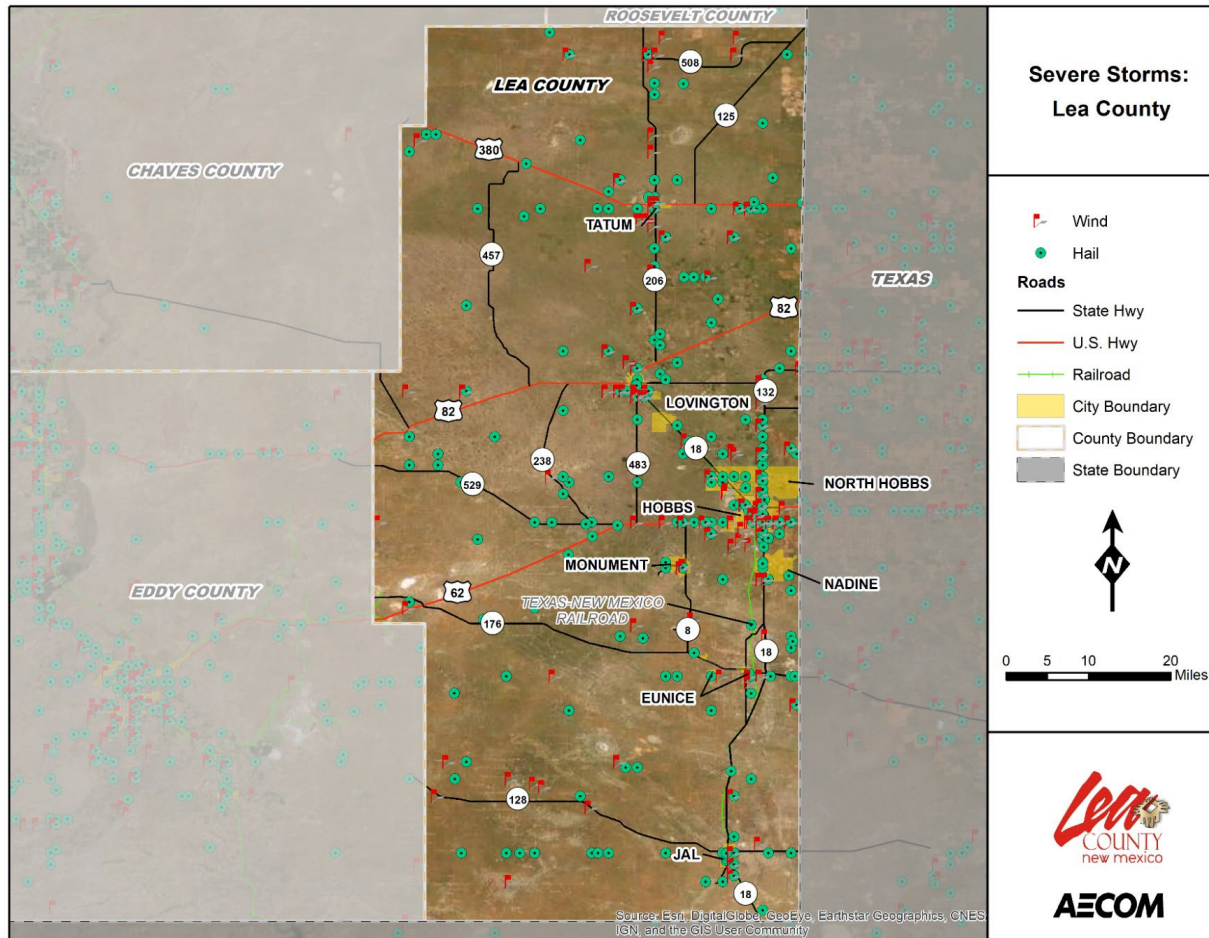 ROOSEVELT COUNTY
508
LEA COUNTY
125
380
CHAVES COUNTY
TATUM
457
206
TEXAS
82
132
LOVINGTON
82
18
238
483
529
NORTH HOBBS
HOBBS
MONUMENT
NADINE
EDDY COUNTY
62
TEXAS-NEW MEXICO
RAILROAD
176
8
18
EUNICE
128
JAL
18
Source: Esri, DigitalGlobe, GeoEye, Earthstar Geographics, CNES
IGN, and the GIS User Community
Severe Storms:
Lea County
Wind
Hail
Roads
State Hwy
U.S. Hwy
Railroad
City Boundary
County Boundary
State Boundary
N
0 5 10 20
Miles
Lea
COUNTY
new mexico
AECOM